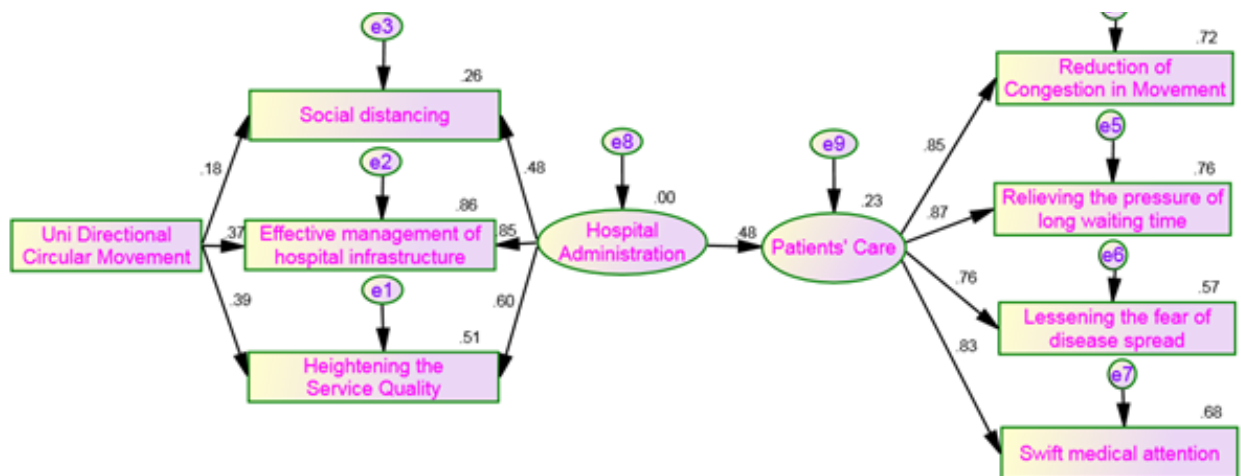 e3
.72
.26
Reduction of
Congestion in Movement
Social distancing
e5
e8
e9
.85
e2
.18
.48
.76
.86
.00
.23
.87
Relieving the pressure of
long waiting time
Uni Directional
Circular Movement
.37
Effective management of
hospital infrastructure
.85
Hospital
Administration
.48
Patients' Care
e6
e1
.76
.57
.39
.60
Lessening the fear of
disease spread
.51
.83
Heightening the
Service Quality
e7
.68
Swift medical attention